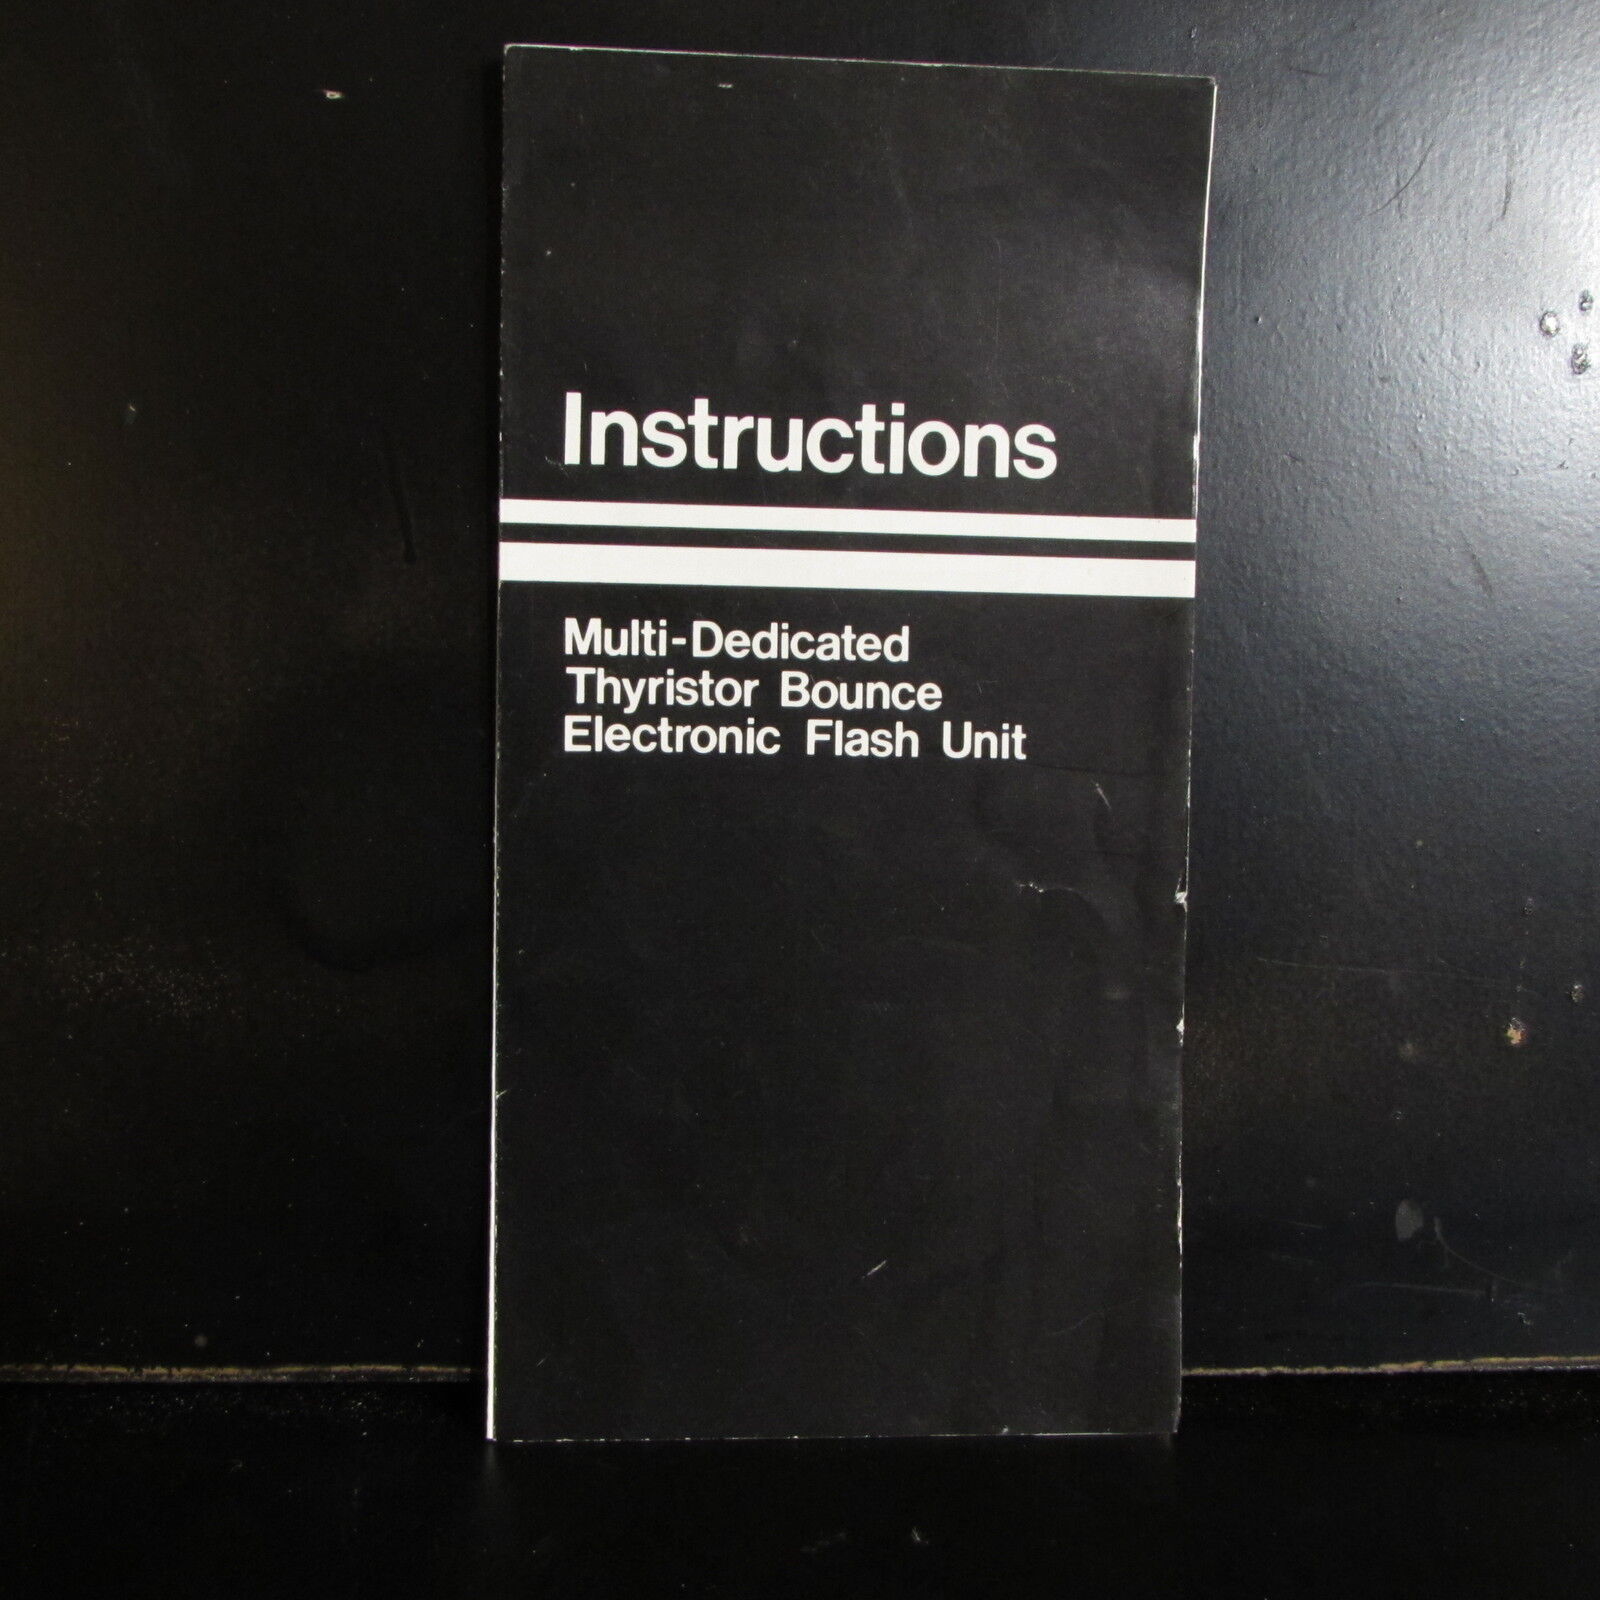 Instructions
Multi-Dedicated
Thyristor Bounce
Electronic Flash Unit